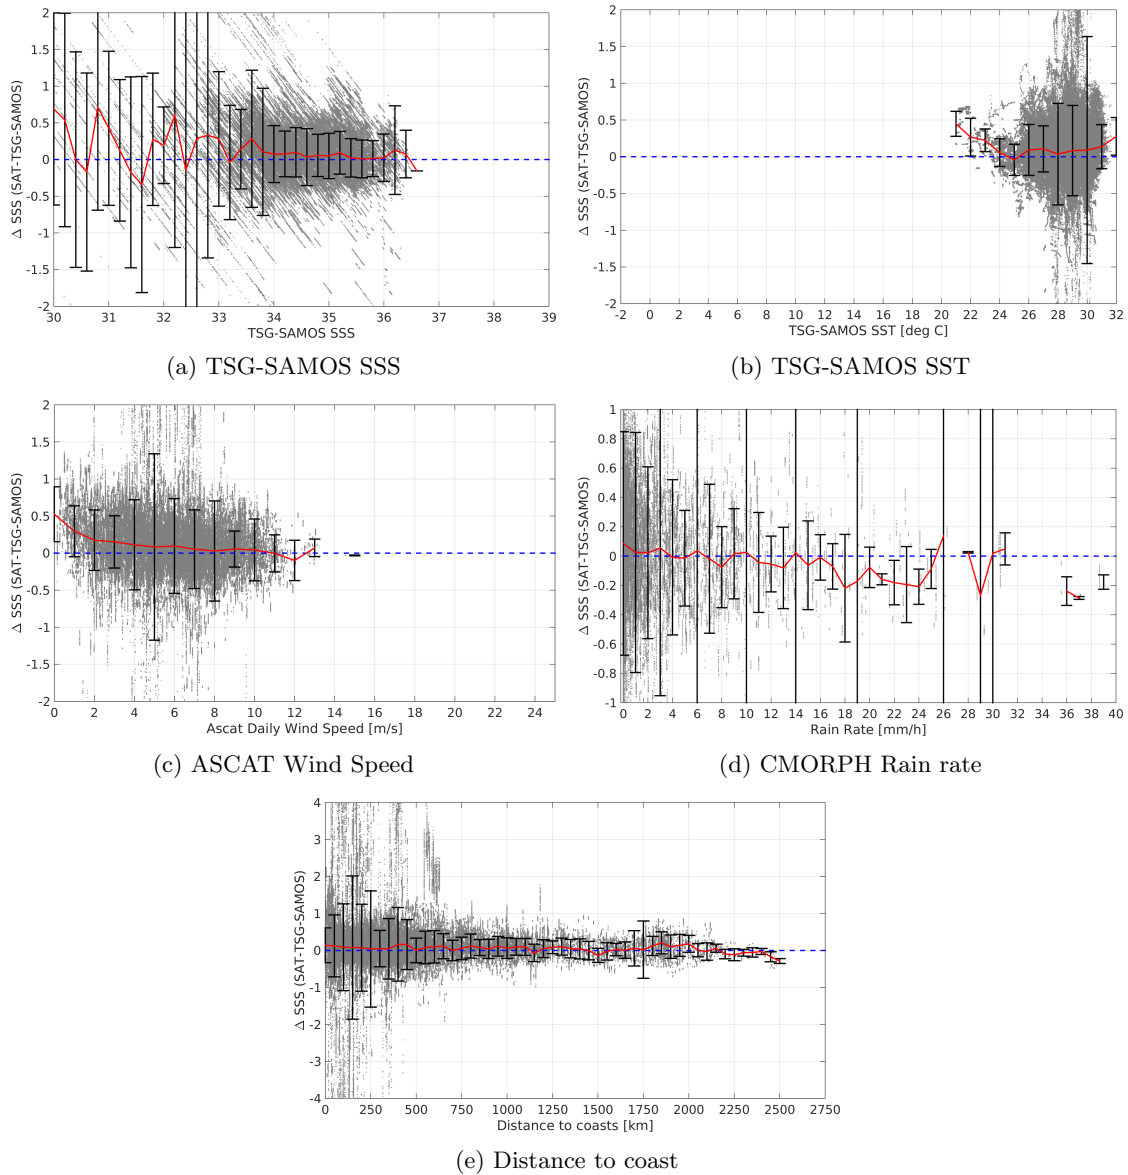 2
1.5
1
0.5
0
-0.5
-1
-1.5
-2
Δ SSS (SAT-TSG-SAMOS)
30 31 32 33 34 35 36 37 38 39
TSG-SAMOS SSS
(a) TSG-SAMOS SSS
2
1.5
1
0.5
0
-0.5
-1
-1.5
-2
Δ SSS (SAT-TSG-SAMOS)
-2 0 2 4 6 8 10 12 14 16 18 20 22 24 26 28 30 32
TSG-SAMOS SST [deg C]
(b) TSG-SAMOS SST
2
1.5
1
0.5
0
-0.5
-1
-1.5
-2
Δ SSS (SAT-TSG-SAMOS)
0 2 4 6 8 10 12 14 16 18 20 22 24
Ascat Daily Wind Speed [m/s]
(c) ASCAT Wind Speed
1
0.8
0.6
0.4
0.2
0
-0.2
-0.4
-0.6
-0.8
-1
Δ SSS (SAT-TSG-SAMOS)
0 2 4 6 8 10 12 14 16 18 20 22 24 26 28 30 32 34 36 38 40
Rain Rate [mm/h]
(d) CMORPH Rain rate
4
3
2
1
0
-1
-2
-3
-4
Δ SSS (SAT-TSG-SAMOS)
0 250 500 750 1000 1250 1500 1750 2000 2250 2500 2750
Distance to coasts [km]
(e) Distance to coast